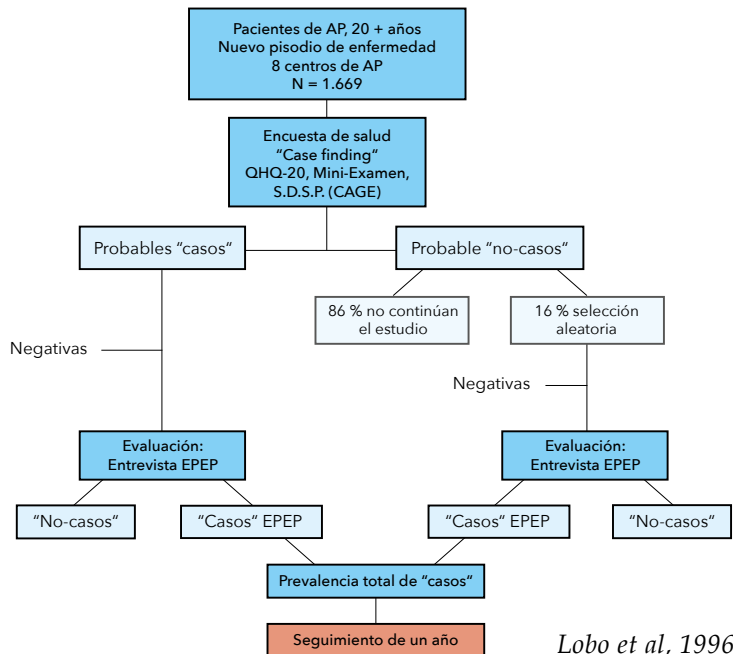 Pacientes de AP, 20 + años
Nuevo pisodio de enfermedad
8 centros de AP
N = 1.669
Encuesta de salud
“Case finding“
QHQ-20, Mini-Examen,
S.D.S.P. (CAGE)
Probables “casos“
Probable “no-casos“
86 % no continúan
el estudio
16 % selección
aleatoria
Negativas
Negativas
Evaluación:
Entrevista EPEP
Evaluación:
Entrevista EPEP
“No-casos“
“Casos“ EPEP
“Casos“ EPEP
“No-casos“
Prevalencia total de “casos“
Seguimiento de un año
Lobo et al, 1996